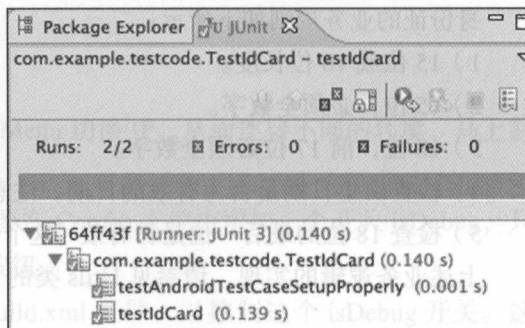 Package Explorer JUnit
com.example.testcode.TestIdCard - testIdCard
Runs: 2/2 Errors: 0 Failures: 0
64ff43f [Runner: JUnit 3] (0.140 s)
com.example.testcode.TestIdCard (0.140 s)
testAndroidTestCaseSetupProperly (0.001 s)
testIdCard (0.139 s)